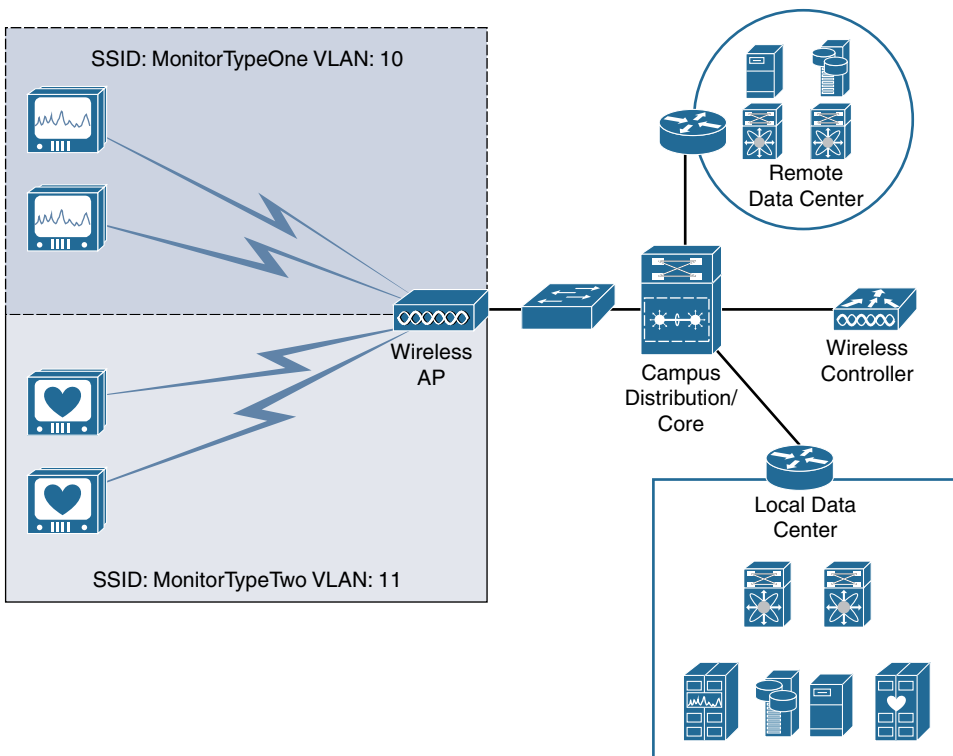 SSID: MonitorTypeOne VLAN: 10
Remote
Data Center
Wireless
AP
Campus
Distribution/
Core
Wireless
Controller
Local Data
Center
SSID: MonitorTypeTwo VLAN: 11